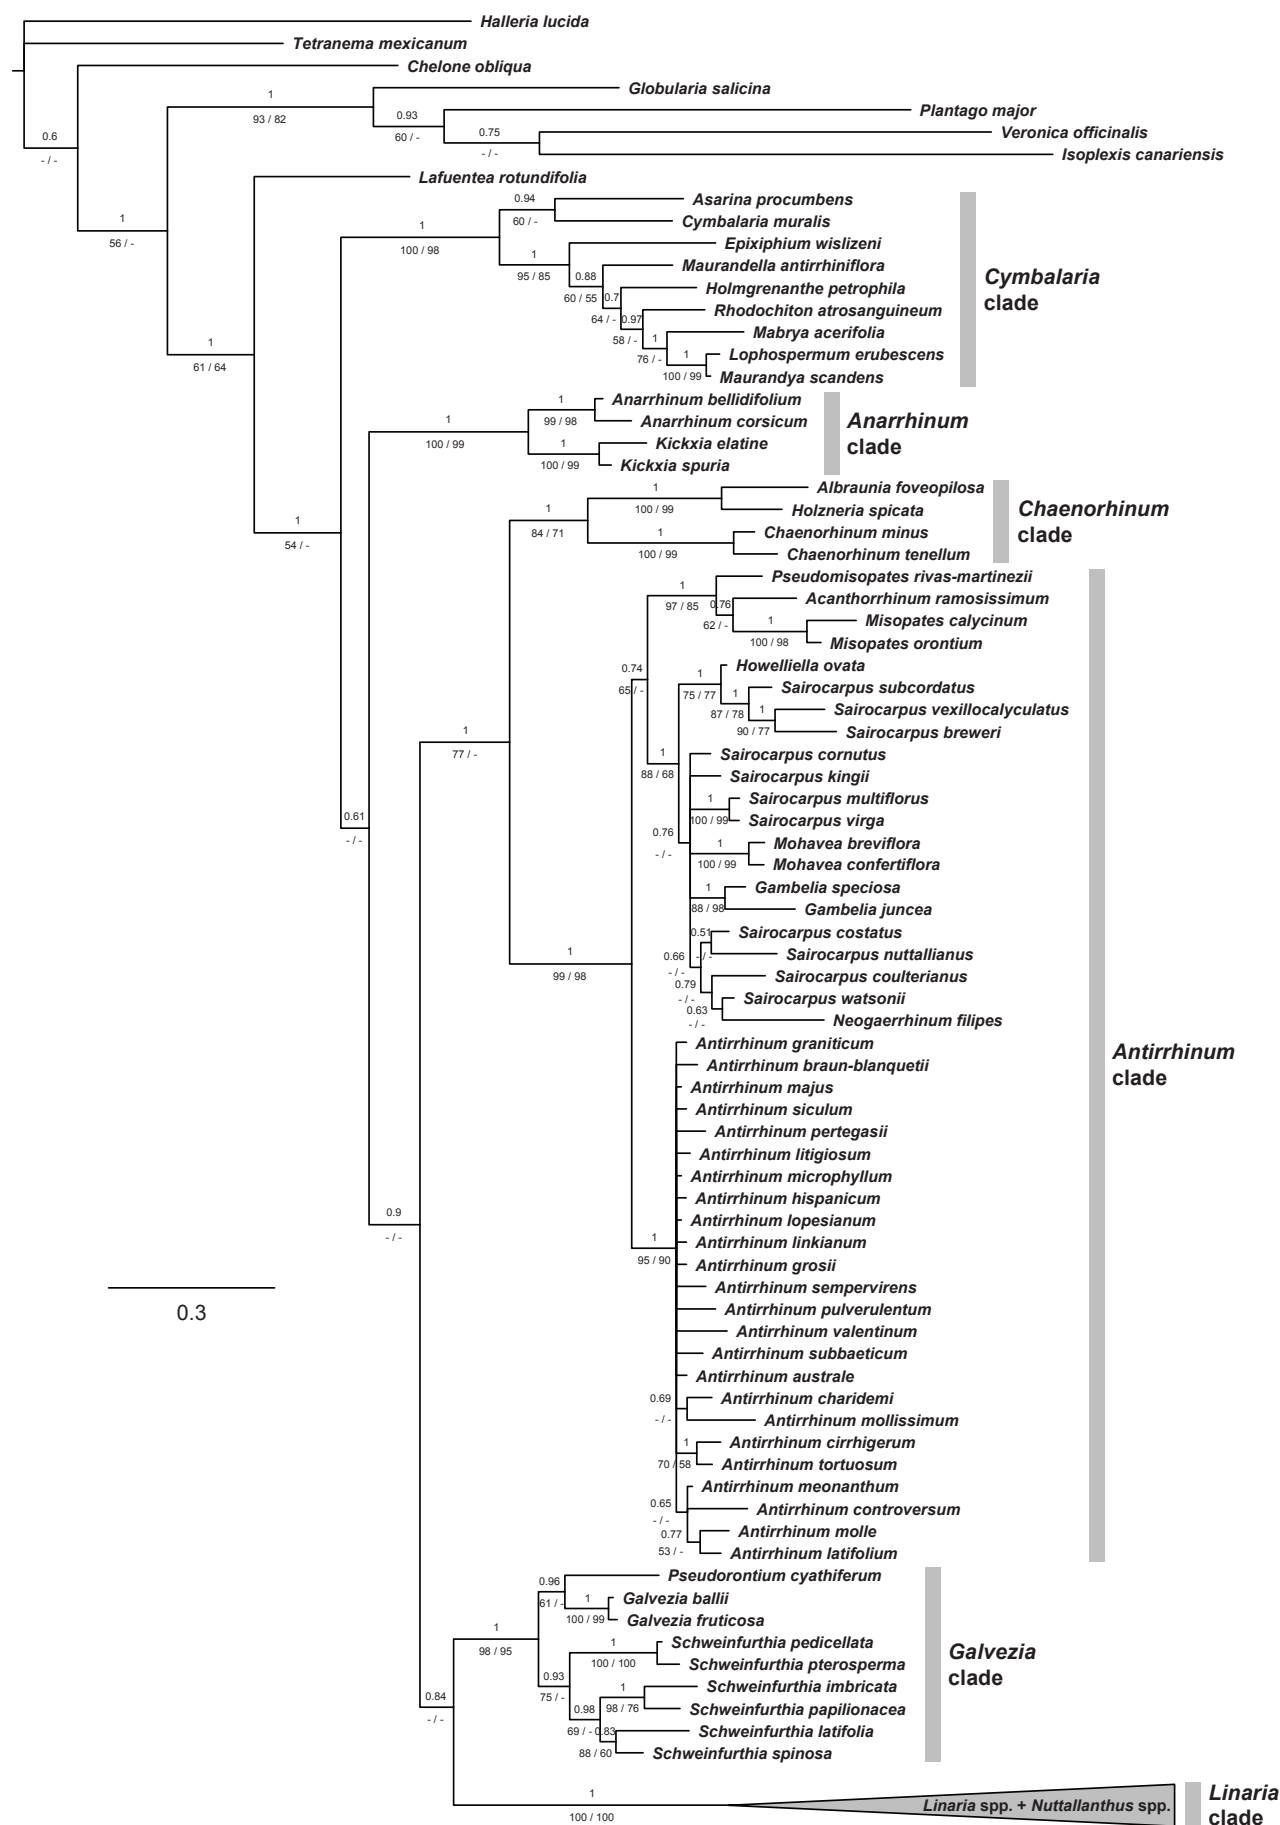 Halleria lucida
Tetranema mexicanum
Chelone obliqua
Globularia salicina
1
93 / 82
Plantago major
0.93
60 / -
Veronica officinalis
0.75
- / -
Isoplexis canariensis
0.6
- / -
Lafuentea rotundifolia
1
56 / -
Asarina procumbens
0.94
60 / -
Cymbalaria muralis
1
100 / 98
Epixiphium wislizeni
1
95 / 85
Maurandella antirrhiniflora
0.88
60 / 55
Holmgrenanthe petrophila
0.7
64 / -
Rhodochiton atrosanguineum
0.97
58 / -
Mabrya acerifolia
1
76 / -
Lophospermum erubescens
1
100 / 99
Maurandya scandens
Cymbalaria
clade
1
61 / 64
Anarrhinum bellidifolium
1
99 / 98
Anarrhinum corsicum
1
100 / 99
Kickxia elatine
1
100 / 99
Kickxia spuria
Anarrhinum
clade
Albraunia foveopilosa
1
100 / 99
Holzneria spicata
1
84 / 71
Chaenorhinum minus
1
100 / 99
Chaenorhinum tenellum
Chaenorhinum
clade
1
54 / -
Pseudomisopates rivas-martinezii
1
97 / 85
Acanthorrhinum ramosissimum
0.76
62 / -
Misopates calycinum
1
100 / 98
Misopates orontium
0.74
65 / -
Howelliella ovata
1
75 / 77
Sairocarpus subcordatus
1
87 / 78
Sairocarpus vexillocalyculatus
1
90 / 77
Sairocarpus breweri
1
77 / -
1
88 / 68
Sairocarpus cornutus
Sairocarpus kingii
Sairocarpus multiflorus
1
100 / 99
Sairocarpus virga
0.61
- / -
0.76
- / -
Mohavea breviflora
1
100 / 99
Mohavea confertiflora
Gambelia speciosa
1
88 / 98
Gambelia juncea
Sairocarpus costatus
0.51
- / -
Sairocarpus nuttallianus
1
99 / 98
0.66
- / -
Sairocarpus coulterianus
0.79
- / -
Sairocarpus watsonii
0.63
- / -
Neogaerrhinum filipes
Antirrhinum graniticum
Antirrhinum braun-blanquetii
Antirrhinum
clade
Antirrhinum majus
Antirrhinum siculum
Antirrhinum pertegasii
Antirrhinum litigiosum
Antirrhinum microphyllum
Antirrhinum hispanicum
0.9
- / -
Antirrhinum lopesianum
Antirrhinum linkianum
1
95 / 90
Antirrhinum grosii
Antirrhinum sempervirens
0.3
Antirrhinum pulverulentum
Antirrhinum valentinum
Antirrhinum subbaeticum
Antirrhinum australe
Antirrhinum charidemi
0.69
- / -
Antirrhinum mollissimum
Antirrhinum cirrhigerum
1
70 / 58
Antirrhinum tortuosum
Antirrhinum meonanthum
0.65
- / -
Antirrhinum controversum
Antirrhinum molle
0.77
53 / -
Antirrhinum latifolium
Pseudorontium cyathiferum
0.96
61 / -
Galvezia ballii
1
100 / 99
Galvezia fruticosa
1
98 / 95
Schweinfurthia pedicellata
1
100 / 100
Schweinfurthia pterosperma
0.93
75 / -
Schweinfurthia imbricata
1
98 / 76
Schweinfurthia papilionacea
0.98
69 / -
Schweinfurthia latifolia
0.83
88 / 60
Schweinfurthia spinosa
Galvezia
clade
0.84
- / -
1
100 / 100
Linaria spp. + Nuttallanthus spp.
Linaria
clade